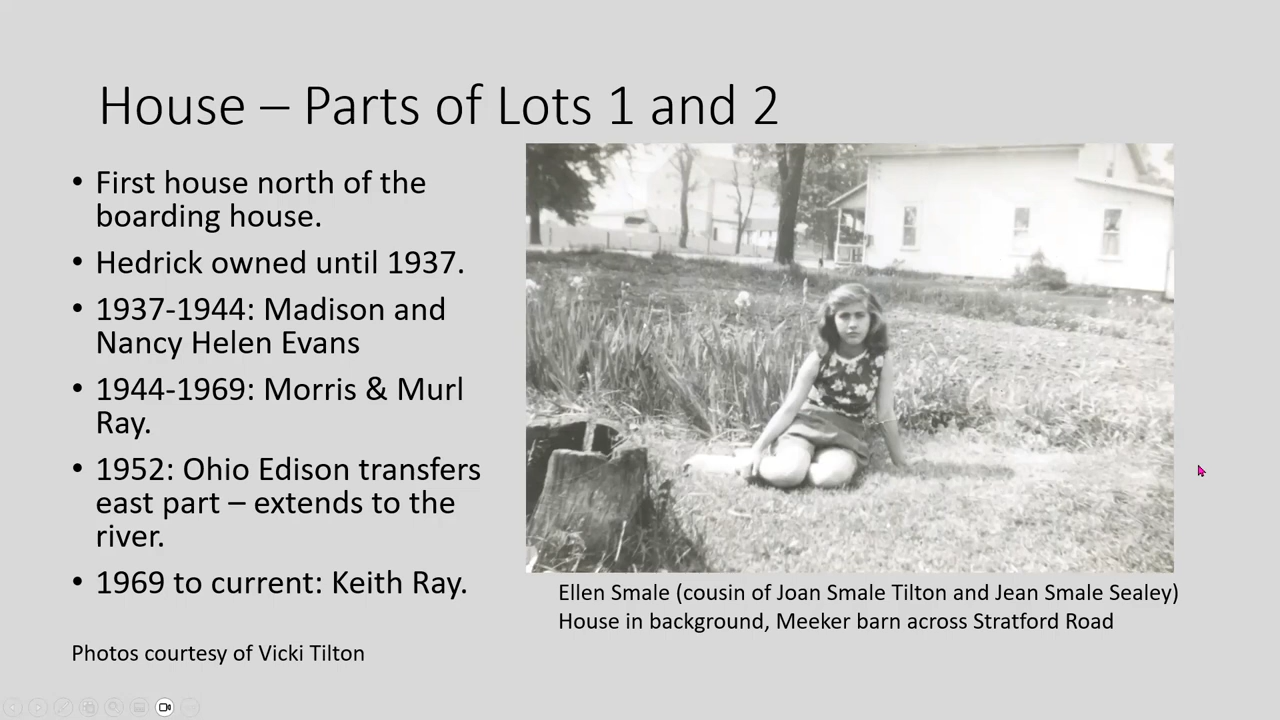 House – Parts of Lots 1 and 2
• First house north of the
boarding house.
• Hedrick owned until 1937.
• 1937-1944: Madison and
Nancy Helen Evans
• 1944-1969: Morris & Murl
Ray.
• 1952: Ohio Edison transfers
east part – extends to the
river.
• 1969 to current: Keith Ray.
Ellen Smale (cousin of Joan Smale Tilton and Jean Smale Sealey)
House in background, Meeker barn across Stratford Road
Photos courtesy of Vicki Tilton